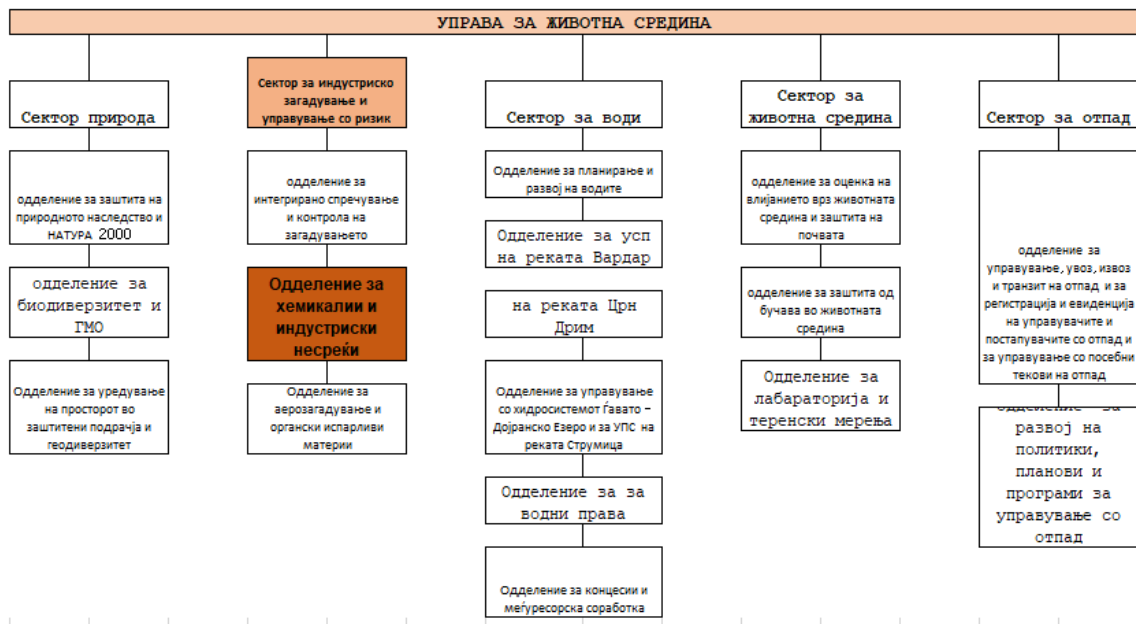 УПРАВА ЗА ЖИВОТНА СРЕДИНА
Сектор природа
одделение за заштита на
природното наследство и
НАТУРА 2000
одделение за
биодиверзитет и
ГМО
Одделение за уредување
на просторот во
заштитени подрачја и
геодиверзитет
Сектор за индустриско
загадување и
управување со ризик
одделение за
интегрирано спречување
и контрола на
загадувањето
Одделение за
хемикалии и
индустриски
несреќи
Одделение за
аерозагадување и
органски испарливи
материи
Сектор за води
Одделение за планирање и
развој на водите
Одделение за усп
на реката Вардар
на реката Црн
Дрим
Одделение за управување
со хидросистемот Ѓавато –
Дојранско Езеро и за УПС на
реката Струмица
Одделение за за
водни права
Одделение за концесии и
меѓуресорска соработка
Сектор за
животна средина
одделение за оценка на
влијанието врз животната
средина и заштита на
почвата
одделение за заштита од
бучава во животната
средина
Одделение за
лабараторија и
теренски мерења
Сектор за отпад
одделение за
управување, увоз, извоз
и транзит на отпад и за
регистрација и евиденција
на управувачите и
постапувачите со отпад и
за управување со посебни
текови на отпад
Одделение за
развој на
политики,
планови и
програми за
управување со
отпад